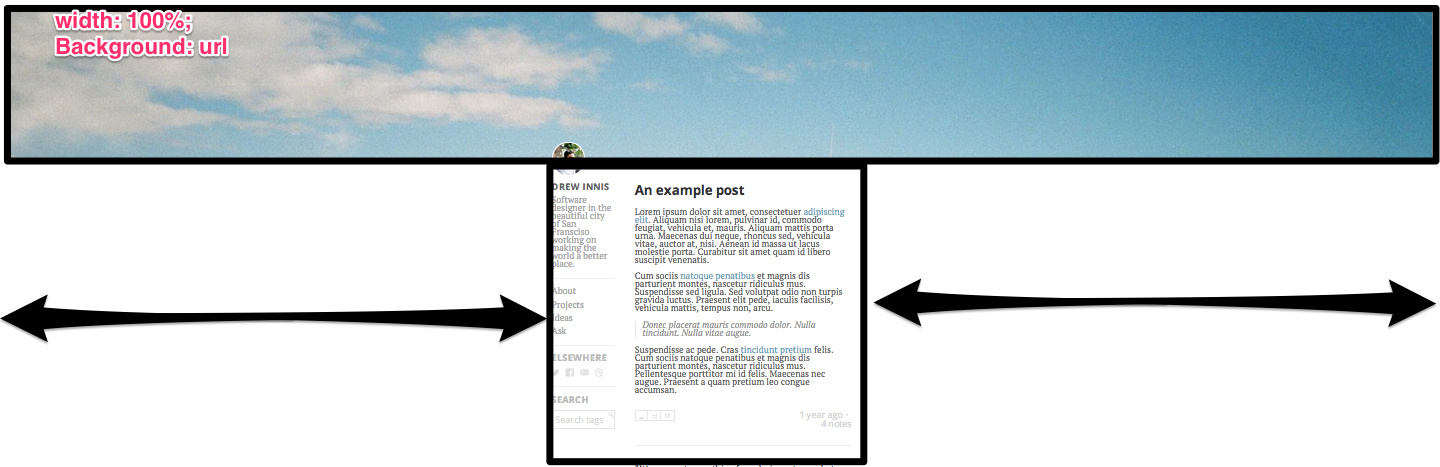 width: 100%;
Background: url
DREW INNIS
Software
designer in the
beautiful city
of San
Fransciso
working on
making the
world a better
place.
About
Projects
Ideas
Ask
ELSEWHERE
SEARCH
Search tags
An example post
Lorem ipsum dolor sit amet, consectetuer adipiscing
elit. Aliquam nisi lorem, pulvinar id, commodo
feugiat, vehicula et, mauris. Aliquam mattis porta
urna. Maecenas dui neque, rhoncus sed, vehicula
vitae, auctor at, nisi. Aenean id massa ut lacus
molestie porta. Curabitur sit amet quam id libero
suscipit venenatis.
Cum sociis natoque penatibus et magnis dis
parturient montes, nascetur ridiculus mus.
Suspendisse sed ligula. Sed volutpat odio non turpis
gravida luctus. Praesent elit pede, iaculis facilisis,
vehicula mattis, tempus non, arcu.
Donec placerat mauris commodo dolor. Nulla
tincidunt. Nulla vitae augue.
Suspendisse ac pede. Cras tincidunt pretium felis.
Cum sociis natoque penatibus et magnis dis
parturient montes, nascetur ridiculus mus.
Pellentesque porttitor mi id felis. Maecenas nec
augue. Praesent a quam pretium leo congue
accumsan.
1 year ago ·
4 notes